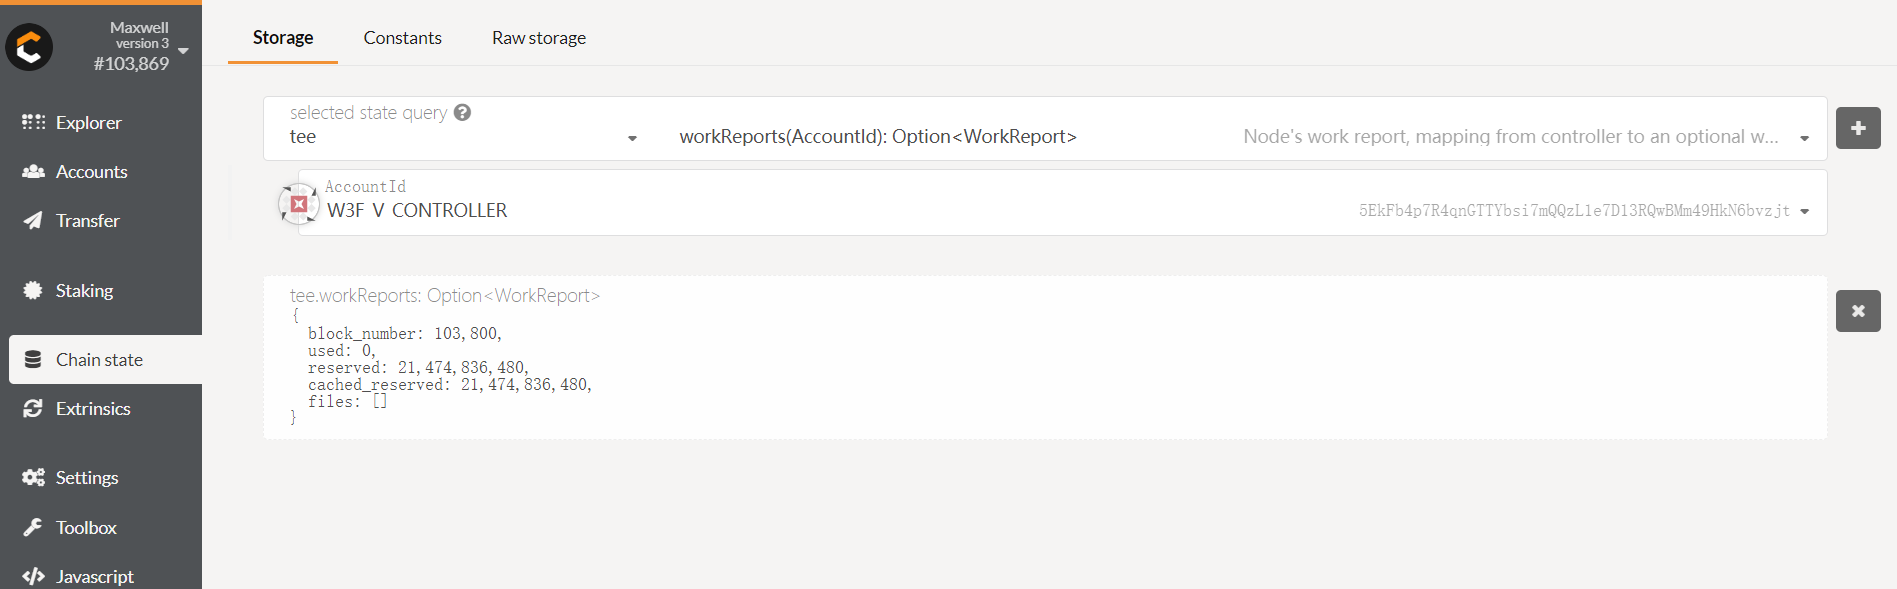 Maxwell
version 3
#103,869
Explorer
Accounts
Transfer
Staking
Chain state
Extrinsics
Settings
Toolbox
Javascript
Storage Constants Raw storage
selected state query
tee workReports(AccountId): Option<WorkReport> Node's work report, mapping from controller to an optional w...
AccountId
W3F V CONTROLLER 5EkFb4p7R4qnGTTYbsi7mQQzL1e7D13RQwBMm49HkN6bvzjt
tee.workReports: Option<WorkReport>
{
block_number: 103,800,
used: 0,
reserved: 21,474,836,480,
cached_reserved: 21,474,836,480,
files: []
}